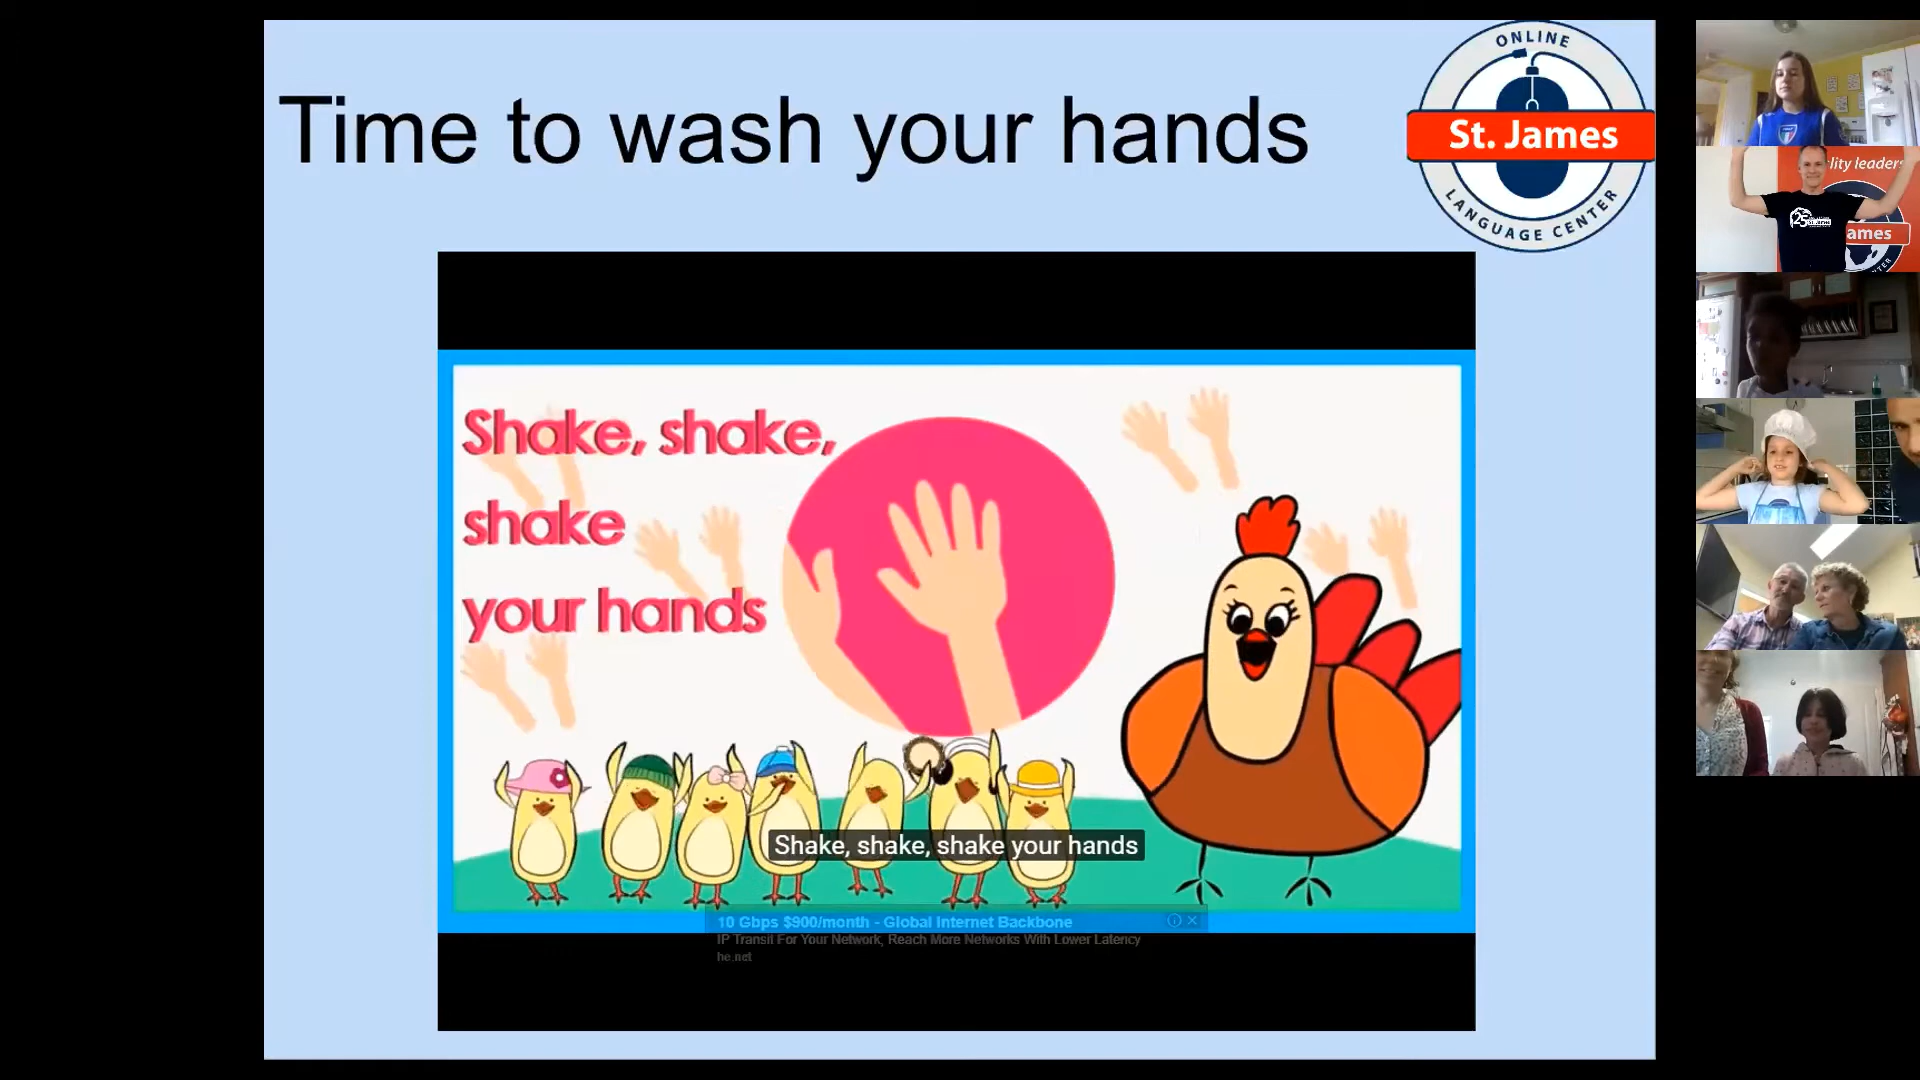 Time to wash your hands
ONLINE
St. James
LANGUAGE CENTER
Shake, shake,
shake
your hands
Shake, shake, shake your hands
10 Gbps $900/month - Global Internet Backbone
IP Transit For Your Network, Reach More Networks With Lower Latency
he.net
lity leaders
25
ames